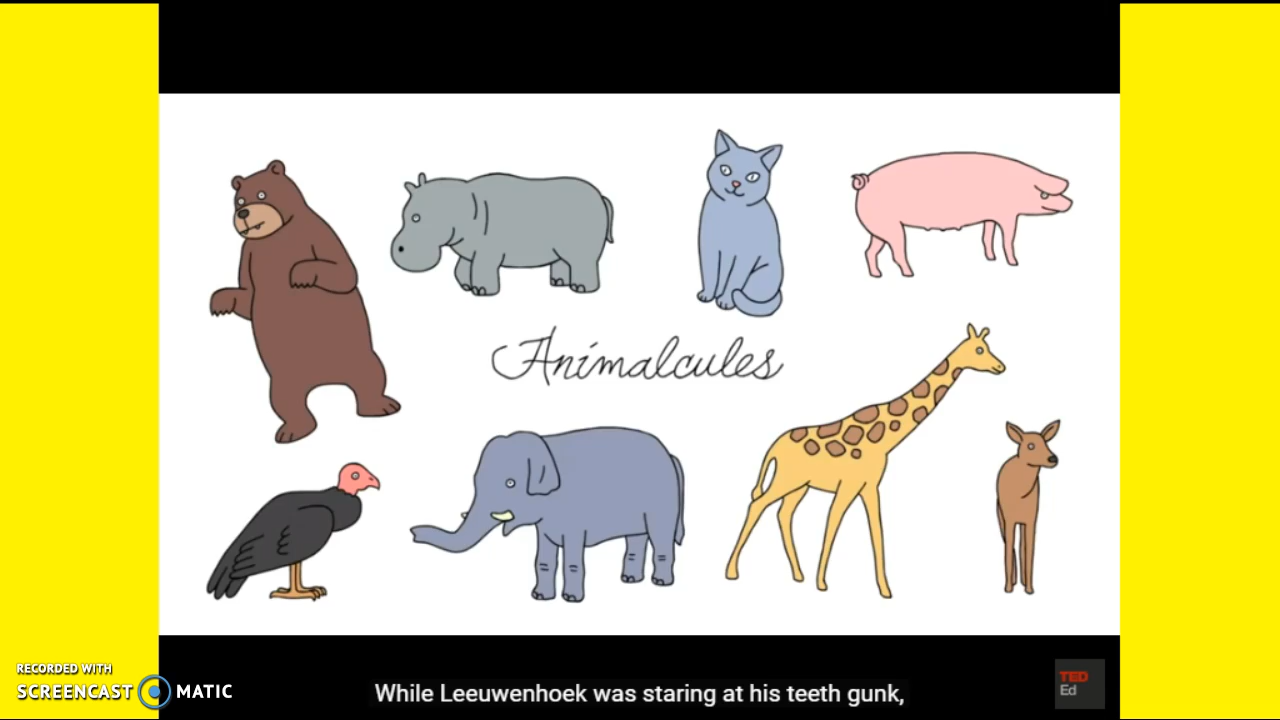 Animalcules
RECORDED WITH
SCREENCAST MATIC
While Leeuwenhoek was staring at his teeth gunk,
TED
Ed